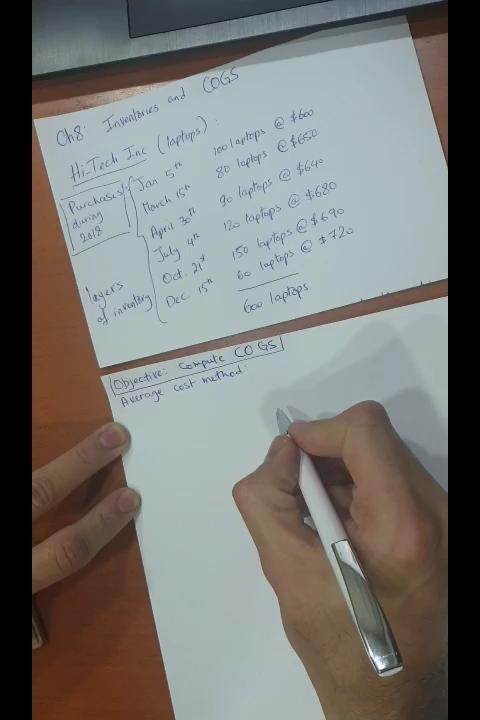 Ch8: Inventories and COGS
Hi-Tech Inc (laptops):
Purchases during 2018
layers of inventory
Jan 5th 100 laptops @ $600
March 15th 80 laptops @ $650
April 30th 90 laptops @ $640
July 4th 120 laptops @ $680
Oct. 21st 150 laptops @ $690
Dec. 15th 60 laptops @ $720
600 laptops
Objective: Compute COGS
Average cost method: